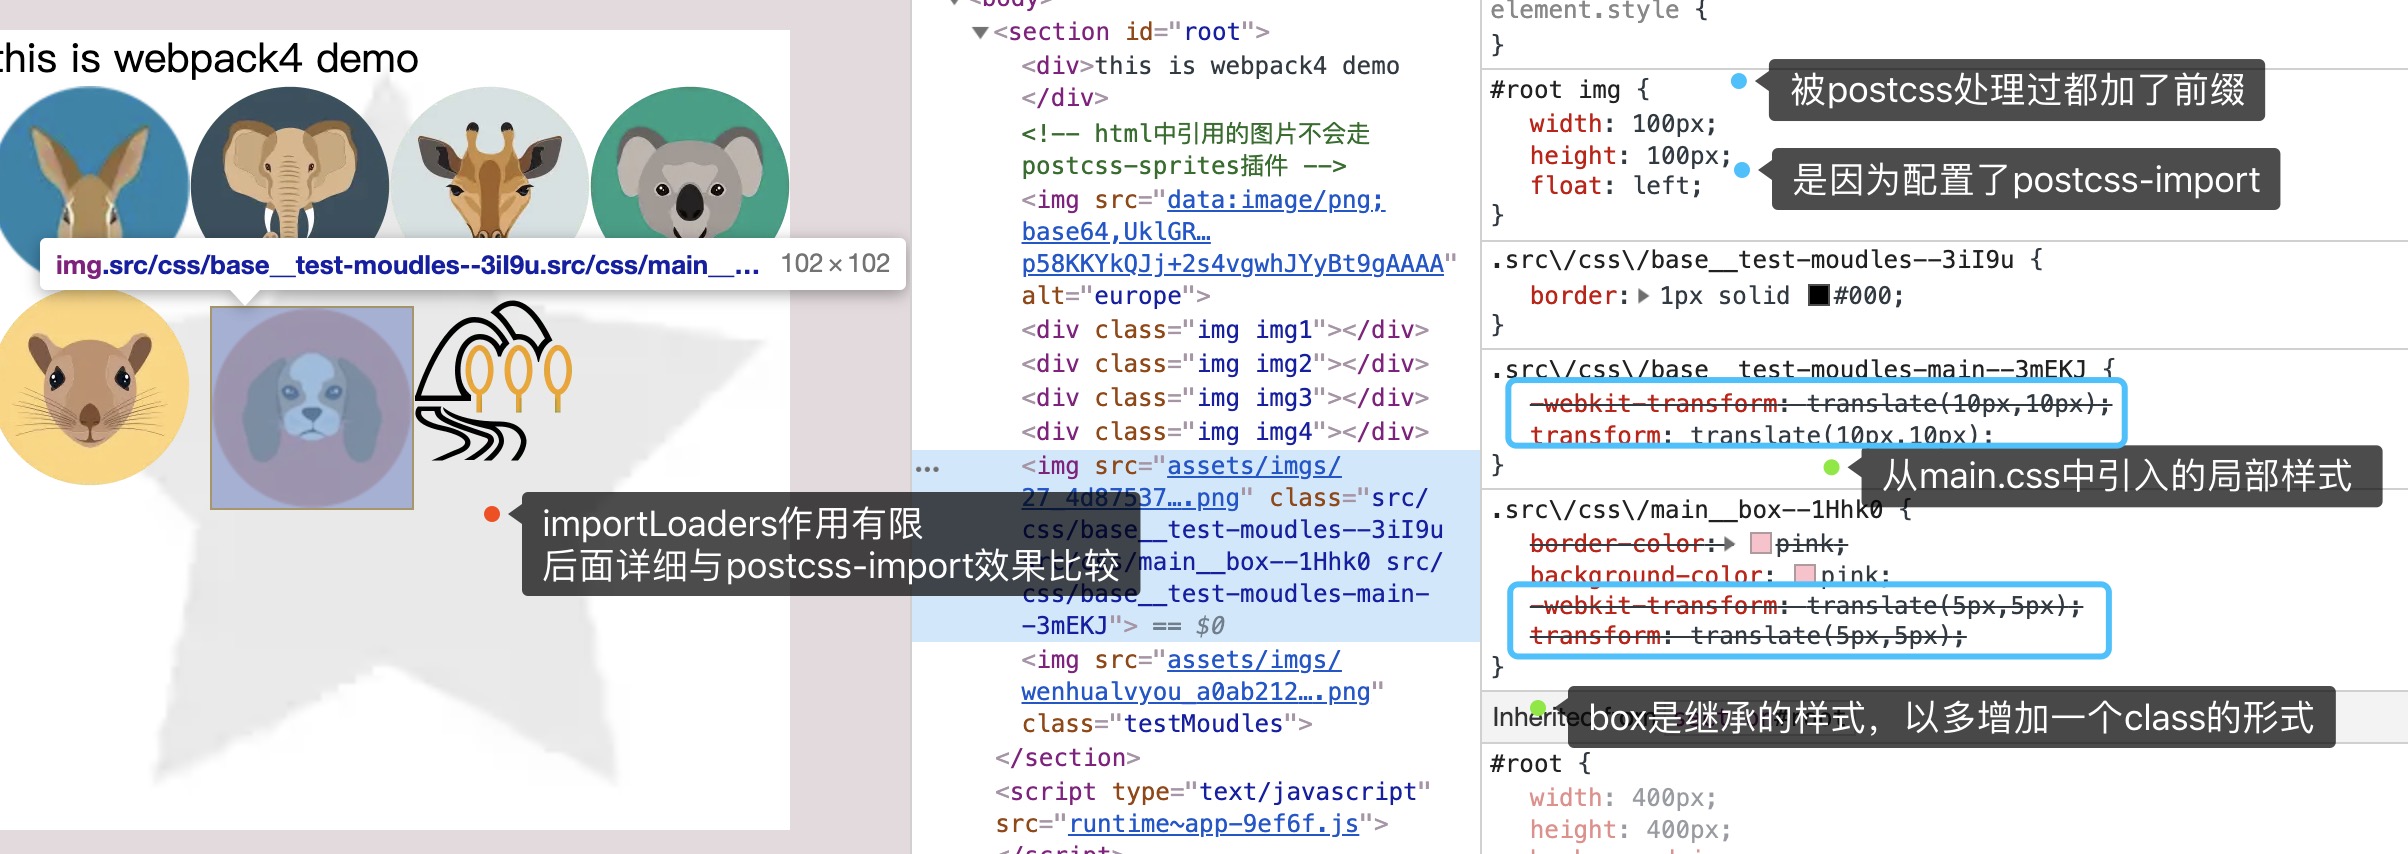 this is webpack4 demo
img.src/css/base__test-moudles--3iI9u.src/css/main__… 102 × 102
importLoaders作用有限
后面详细与postcss-import效果比较
<body>
▼<section id="root">
<div>this is webpack4 demo
</div>
<!-- html中引用的图片不会走
postcss-sprites插件 -->
<img src="data:image/png;
base64,UklGR…
p58KKYkQJj+2s4vgwhJYyBt9gAAAA"
alt="europe">
<div class="img img1"></div>
<div class="img img2"></div>
<div class="img img3"></div>
<div class="img img4"></div>
… <img src="assets/imgs/
27_4d87537….png" class="src/
css/base__test-moudles--3iI9u
src/css/main__box--1Hhk0 src/
css/base__test-moudles-main-
-3mEKJ"> == $0
<img src="assets/imgs/
wenhualvyou_a0ab212….png"
class="testMoudles">
</section>
<script type="text/javascript"
src="runtime~app-9ef6f.js">
</script>
element.style {
}
#root img {
被postcss处理过都加了前缀
width: 100px;
height: 100px;
是因为配置了postcss-import
float: left;
}
.src\/css\/base__test-moudles--3iI9u {
border:▶1px solid #000;
}
.src\/css\/base__test-moudles-main--3mEKJ {
-webkit-transform: translate(10px,10px);
transform: translate(10px,10px);
}
从main.css中引入的局部样式
.src\/css\/main__box--1Hhk0 {
border-color:▶ pink;
background-color: pink;
-webkit-transform: translate(5px,5px);
transform: translate(5px,5px);
}
Inherited
box是继承的样式，以多增加一个class的形式
#root {
width: 400px;
height: 400px;